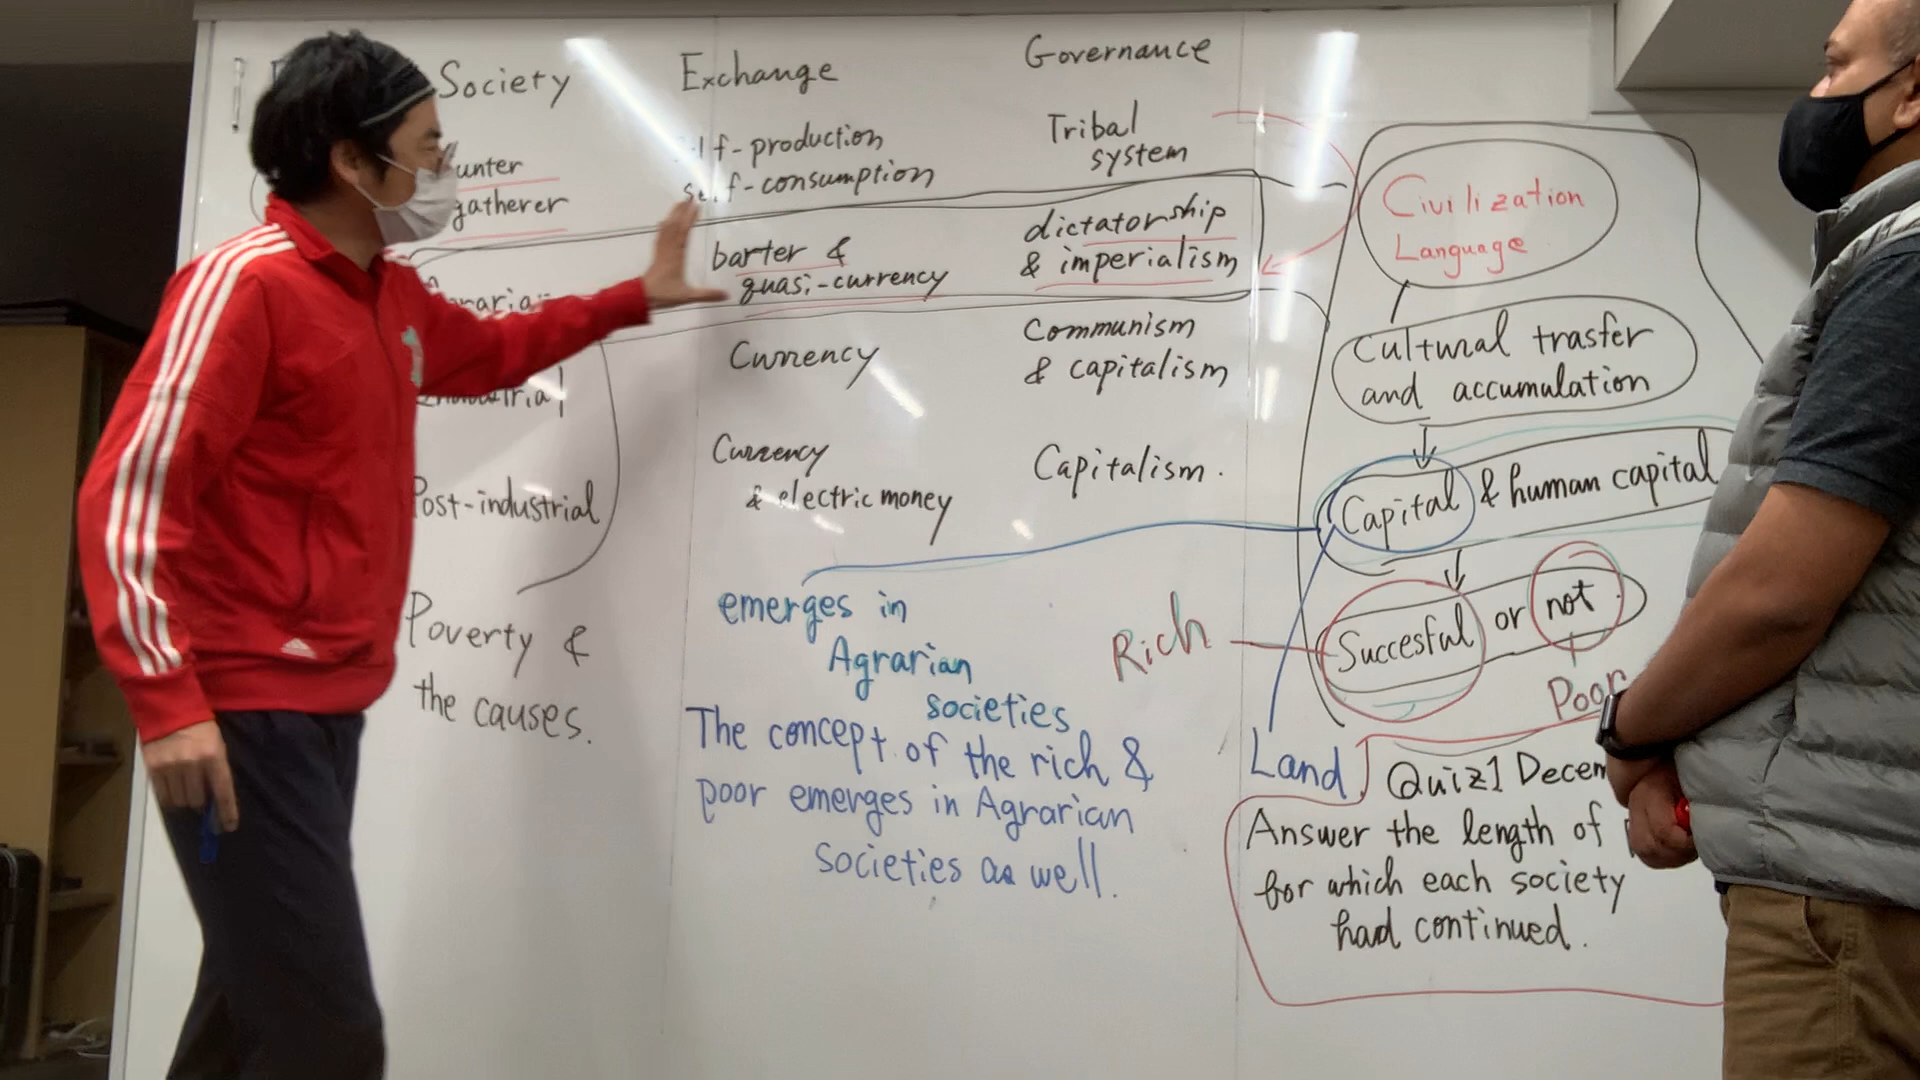 Society
Exchange
Governance
unter
gatherer
lf-production
self-consumption
Tribal
system
barter &
quasi-currency
dictatorship
& imperialism
Currency
Communism
& capitalism
Post-industrial
Currency
& electric money
Capitalism.
Civilization
Language
Cultural trasfer
and accumulation
Capital & human capital
Succesful or not.
Rich
Poor
Poverty &
the causes.
emerges in
Agrarian
societies
The concept of the rich &
poor emerges in Agrarian
societies as well.
Land
Quiz1 Decem
Answer the length of
for which each society
had continued.